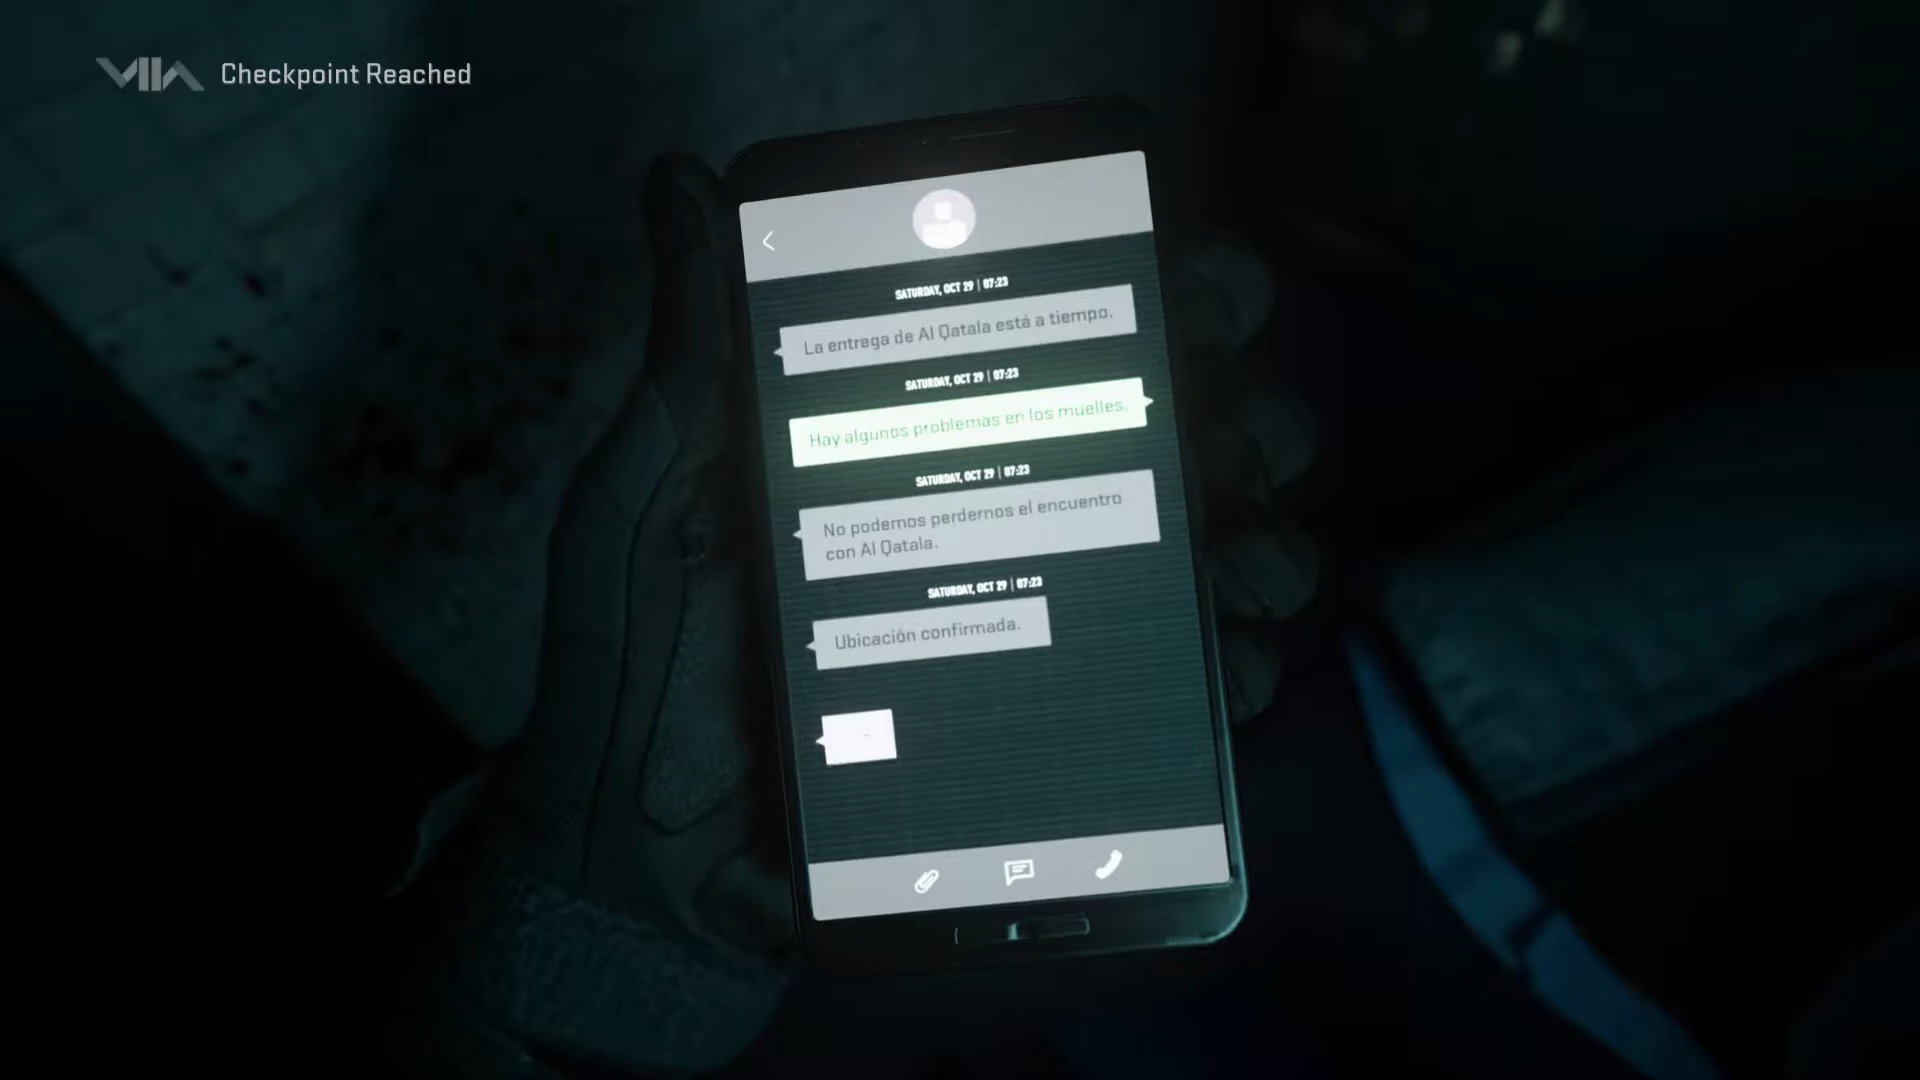 Checkpoint Reached
SATURDAY, OCT 29 | 07:23
La entrega de Al Qatala está a tiempo.
SATURDAY, OCT 29 | 07:23
Hay algunos problemas en los muelles.
SATURDAY, OCT 29 | 07:23
No podemos perdernos el encuentro
con Al Qatala.
SATURDAY, OCT 29 | 07:23
Ubicación confirmada.